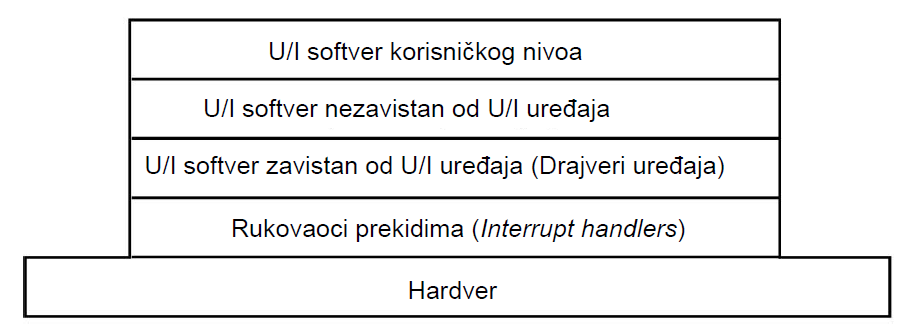 U/I softver korisničkog nivoa
U/I softver nezavistan od U/I uređaja
U/I softver zavistan od U/I uređaja (Drajveri uređaja)
Rukovaoci prekidima (Interrupt handlers)
Hardver